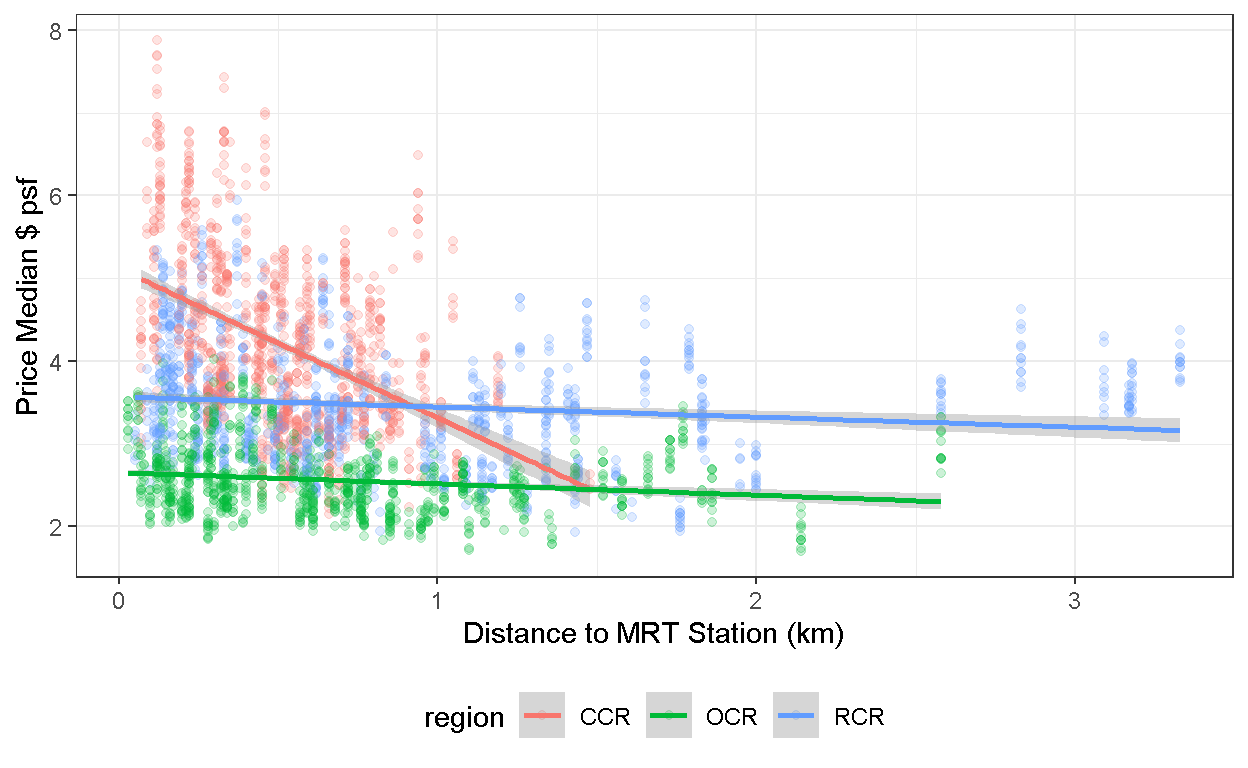 8
6
4
2
Price Median $ psf
0 1 2 3
Distance to MRT Station (km)
region CCR OCR RCR